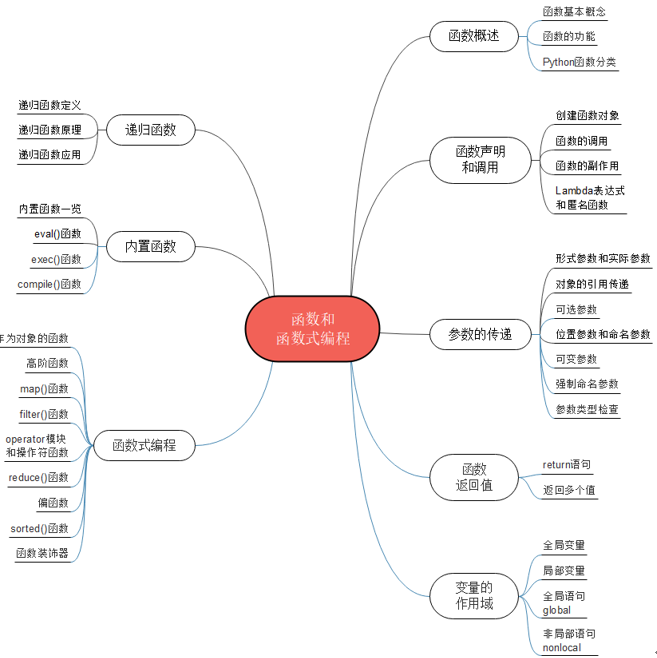 函数和
函数式编程
函数概述
函数基本概念
函数的功能
Python函数分类
函数声明
和调用
创建函数对象
函数的调用
函数的副作用
Lambda表达式
和匿名函数
参数的传递
形式参数和实际参数
对象的引用传递
可选参数
位置参数和命名参数
可变参数
强制命名参数
参数类型检查
函数
返回值
return语句
返回多个值
变量的
作用域
全局变量
局部变量
全局语句
global
非局部语句
nonlocal
递归函数
递归函数定义
递归函数原理
递归函数应用
内置函数
内置函数一览
eval()函数
exec()函数
compile()函数
函数式编程
作为对象的函数
高阶函数
map()函数
filter()函数
operator模块
和操作符函数
reduce()函数
偏函数
sorted()函数
函数装饰器